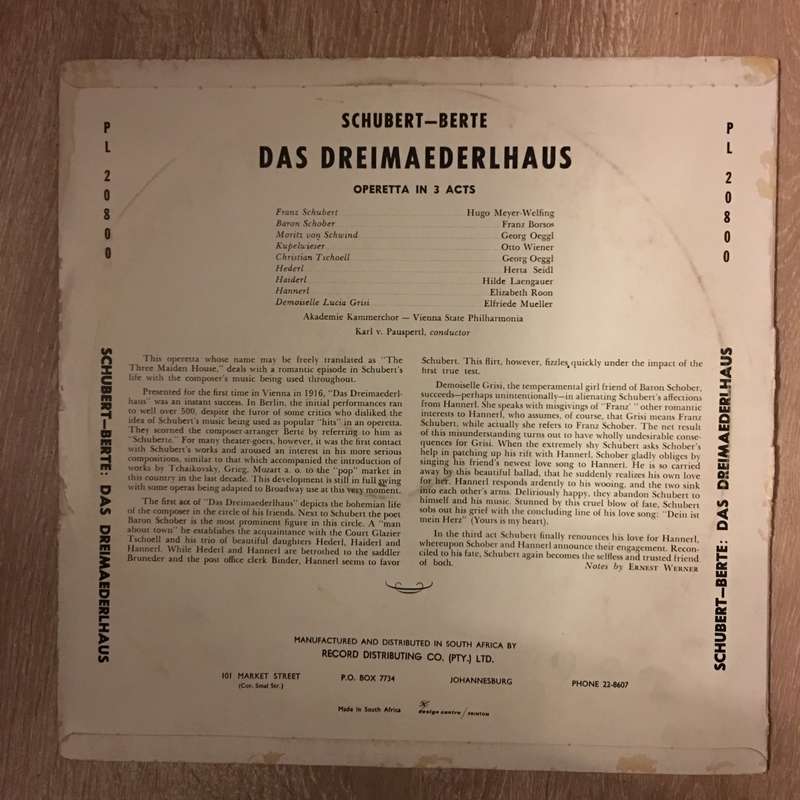 SCHUBERT—BERTE
DAS DREIMAEDERLHAUS
OPERETTA IN 3 ACTS
PL 20800
PL 20800
Franz Schubert Hugo Meyer-Welfing
Baron Schober Franz Borsos
Moritz von Schwind Georg Oeggl
Kupelwieser Otto Wiener
Christian Tschoell Georg Oeggl
Hederl Herta Seidl
Haiderl Hilde Laengauer
Hannerl Elizabeth Roon
Demoiselle Lucia Grisi Elfriede Mueller
Akademie Kammerchor — Vienna State Philharmonia
Karl v. Pauspertl, conductor
SCHUBERT—BERTE: DAS DREIMAEDERLHAUS
This operetta whose name may be freely translated as "The
Three Maiden House," deals with a romantic episode in Schubert's
life with the composer's music being used throughout.
Presented for the first time in Vienna in 1916, "Das Dreimaederl-
haus" was an instant success. In Berlin, the initial performances ran
to well over 500, despite the furor of some critics who disliked the
idea of Schubert's music being used as popular "hits" in an operetta.
They scorned the composer-arranger Berté by referring to him as
"Schuberté." For many theater-goers, however, it was the first contact
with Schubert's works and aroused an interest in his more serious
compositions, similar to that which accompanied the introduction of
works by Tchaikovsky, Grieg, Mozart a. o. to the "pop" market in
this country in the last decade. This development is still in full swing
with some operas being adapted to Broadway use at this very moment.
The first act of "Das Dreimaederlhaus" depicts the bohemian life
of the composer in the circle of his friends. Next to Schubert the poet
Baron Schober is the most prominent figure in this circle. A "man
about town" he establishes the acquaintance with the Court Glazier
Tschoell and his trio of beautiful daughters Hederl, Haiderl and
Hannerl. While Hederl and Hannerl are betrothed to the saddler
Bruneder and the post office clerk Binder, Hannerl seems to favor
Schubert. This flirt, however, fizzles quickly under the impact of the
first true test.
Demoiselle Grisi, the temperamental girl friend of Baron Schober,
succeeds—perhaps unintentionally—in alienating Schubert's affections
from Hannerl. She speaks with misgivings of "Franz'" other romantic
interests to Hannerl, who assumes, of course, that Grisi means Franz
Schubert, while actually she refers to Franz Schober. The net result
of this misunderstanding turns out to have wholly undesirable conse-
quences for Grisi. When the extremely shy Schubert asks Schober's
help in patching up his rift with Hannerl, Schober gladly obliges by
singing his friend's newest love song to Hannerl. He is so carried
away by this beautiful ballad, that he suddenly realizes his own love
for her. Hannerl responds ardently to his wooing, and the two sink
into each other's arms. Deliriously happy, they abandon Schubert to
himself and his music. Stunned by this cruel blow of fate, Schubert
sobs out his grief with the concluding line of his love song: "Dein ist
mein Herz" (Yours is my heart).
In the third act Schubert finally renounces his love for Hannerl,
whereupon Schober and Hannerl announce their engagement. Recon-
ciled to his fate, Schubert again becomes the selfless and trusted friend
of both. Notes by ERNEST WERNER
SCHUBERT—BERTE: DAS DREIMAEDERLHAUS
MANUFACTURED AND DISTRIBUTED IN SOUTH AFRICA BY
RECORD DISTRIBUTING CO. (PTY.) LTD.
101 MARKET STREET P.O. BOX 7734 JOHANNESBURG PHONE 22-8607
(Cor. Smal Str.)
Made in South Africa design centre / PRINTON